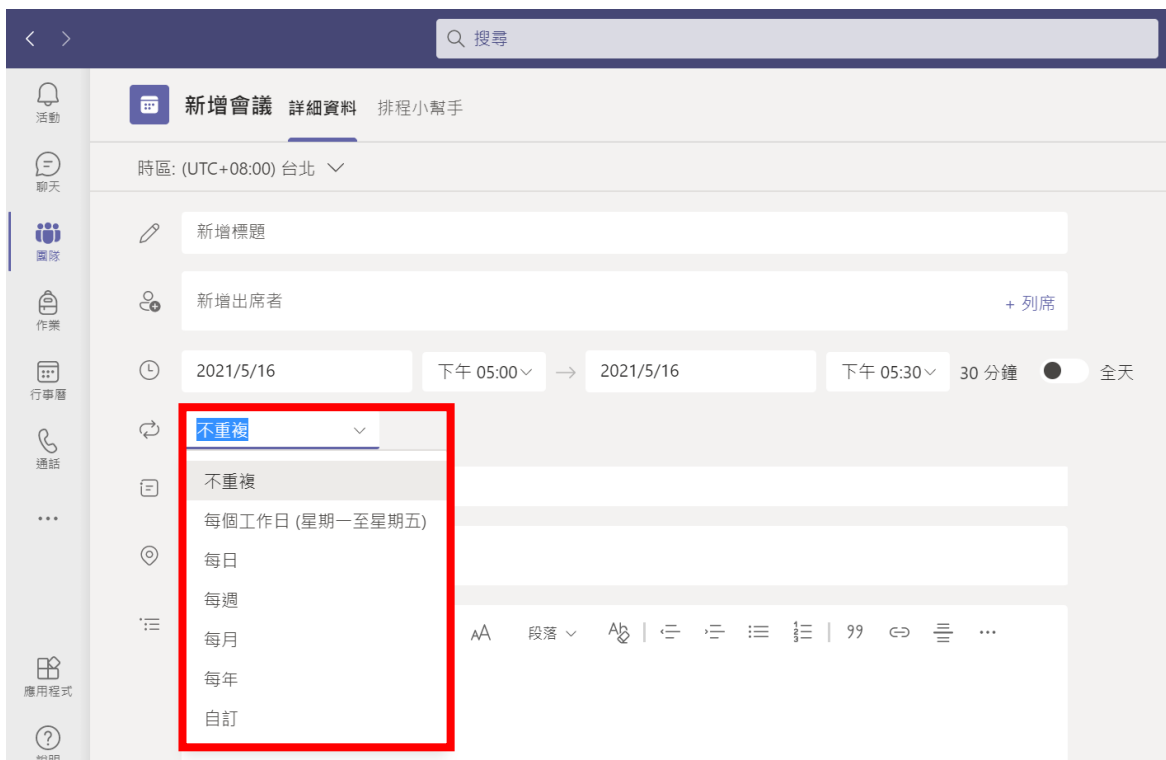 搜尋
活動
新增會議 詳細資料 排程小幫手
時區: (UTC+08:00) 台北
聊天
新增標題
團隊
新增出席者 + 列席
作業
2021/5/16 下午 05:00 → 2021/5/16 下午 05:30 30 分鐘 全天
行事曆
不重複
通話
不重複
每個工作日 (星期一至星期五)
每日
每週
每月
段落
每年
自訂
應用程式
說明